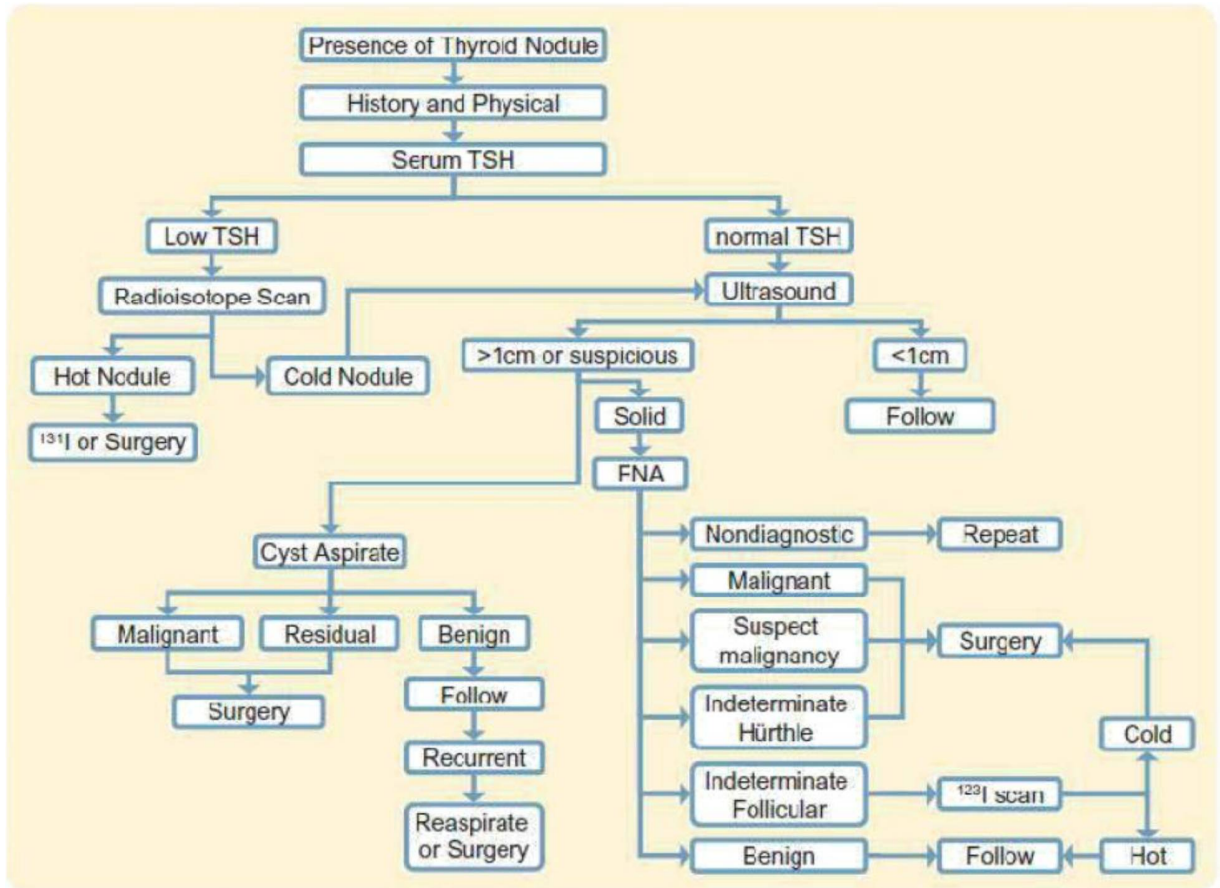 Presence of Thyroid Nodule
History and Physical
Serum TSH
Low TSH
normal TSH
Radioisotope Scan
Ultrasound
>1cm or suspicious
<1cm
Hot Nodule
Cold Nodule
Solid
Follow
¹³¹I or Surgery
FNA
Nondiagnostic
Repeat
Cyst Aspirate
Malignant
Malignant
Residual
Benign
Suspect
malignancy
Surgery
Follow
Surgery
Indeterminate
Hürthle
Cold
Recurrent
Indeterminate
Follicular
¹²³I scan
Reaspirate
or Surgery
Benign
Follow
Hot